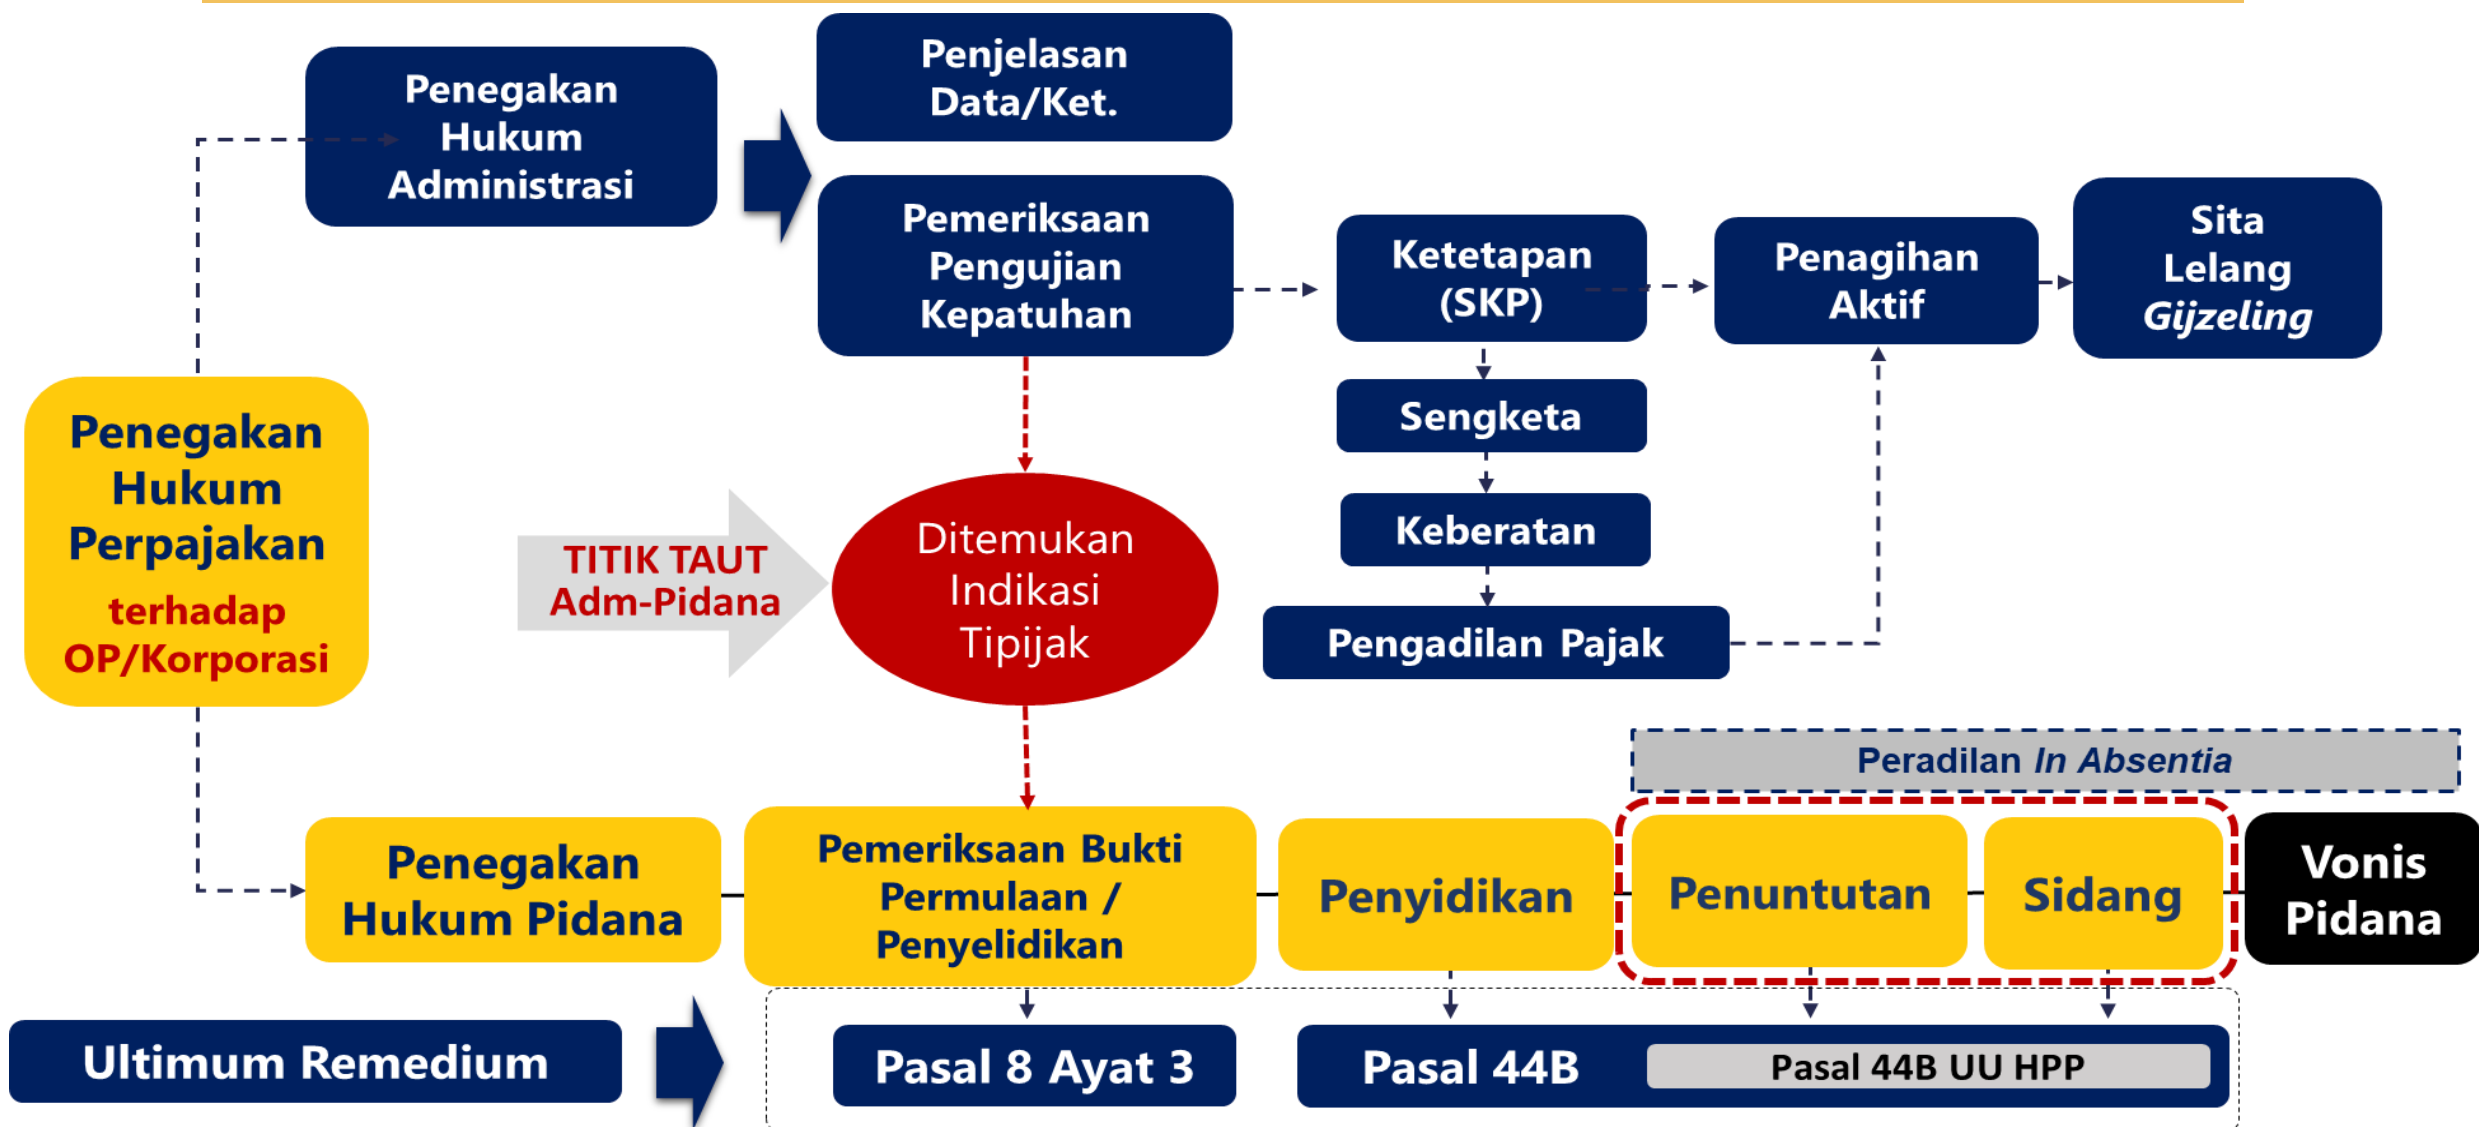 Penegakan
Hukum
Administrasi
Penjelasan
Data/Ket.
Pemeriksaan
Pengujian
Kepatuhan
Ketetapan
(SKP)
Penagihan
Aktif
Sita
Lelang
Gijzeling
Sengketa
Keberatan
Pengadilan Pajak
Penegakan
Hukum
Perpajakan
terhadap
OP/Korporasi
TITIK TAUT
Adm-Pidana
Ditemukan
Indikasi
Tipijak
Peradilan In Absentia
Penegakan
Hukum Pidana
Pemeriksaan Bukti
Permulaan /
Penyelidikan
Penyidikan
Penuntutan
Sidang
Vonis
Pidana
Ultimum Remedium
Pasal 8 Ayat 3
Pasal 44B
Pasal 44B UU HPP